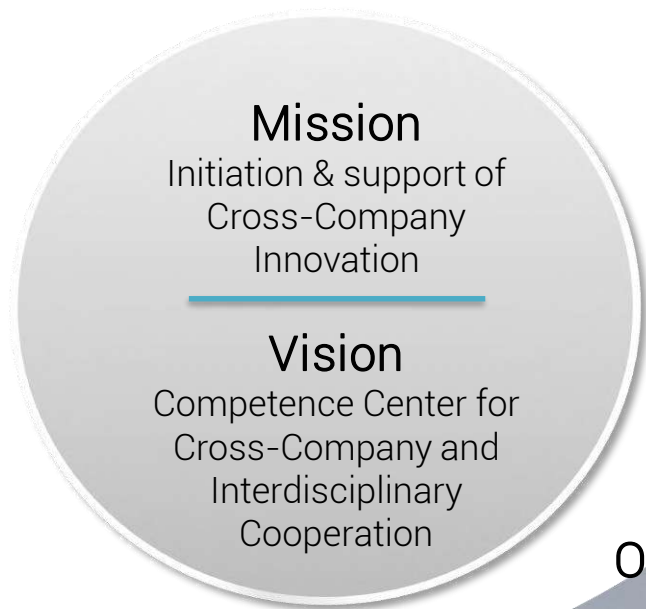 Mission
Initiation & support of
Cross-Company
Innovation
Vision
Competence Center for
Cross-Company and
Interdisciplinary
Cooperation